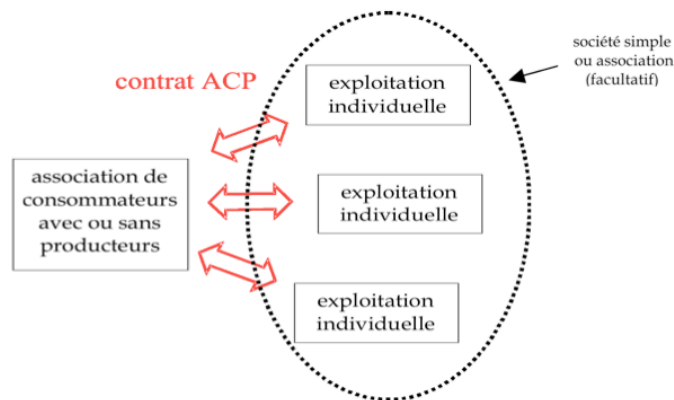 société simple
ou association
(facultatif)
contrat ACP
exploitation
individuelle
association de
consommateurs
avec ou sans
producteurs
exploitation
individuelle
exploitation
individuelle